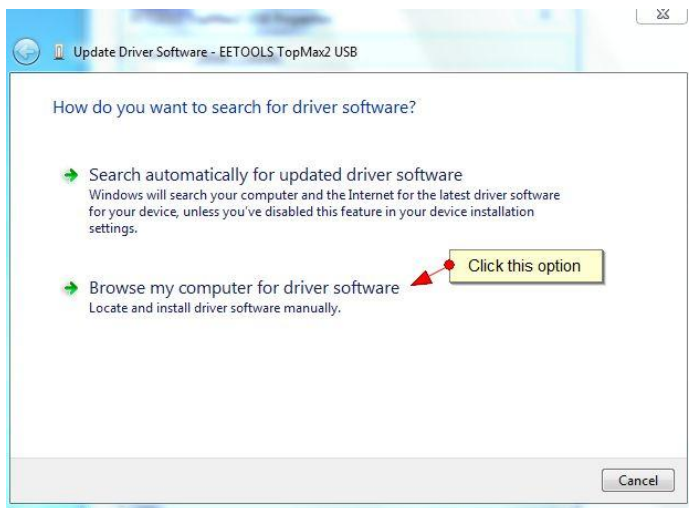 Update Driver Software - EETOOLS TopMax2 USB
How do you want to search for driver software?
Search automatically for updated driver software
Windows will search your computer and the Internet for the latest driver software
for your device, unless you've disabled this feature in your device installation
settings.
Click this option
Browse my computer for driver software
Locate and install driver software manually.
Cancel